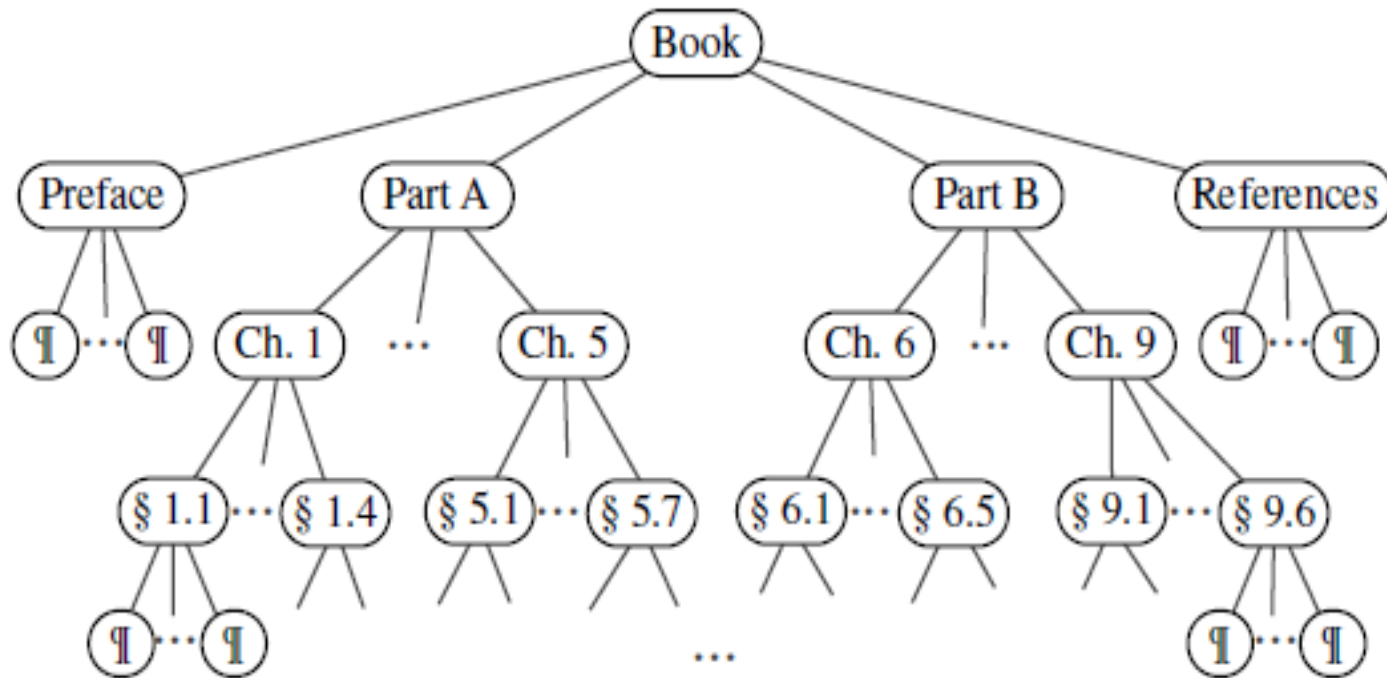 Book
Preface Part A Part B References
¶ ... ¶ Ch. 1 ... Ch. 5 Ch. 6 ... Ch. 9 ¶ ... ¶
§ 1.1 ... § 1.4 § 5.1 ... § 5.7 § 6.1 ... § 6.5 § 9.1 ... § 9.6
¶ ... ¶ ... ¶ ... ¶